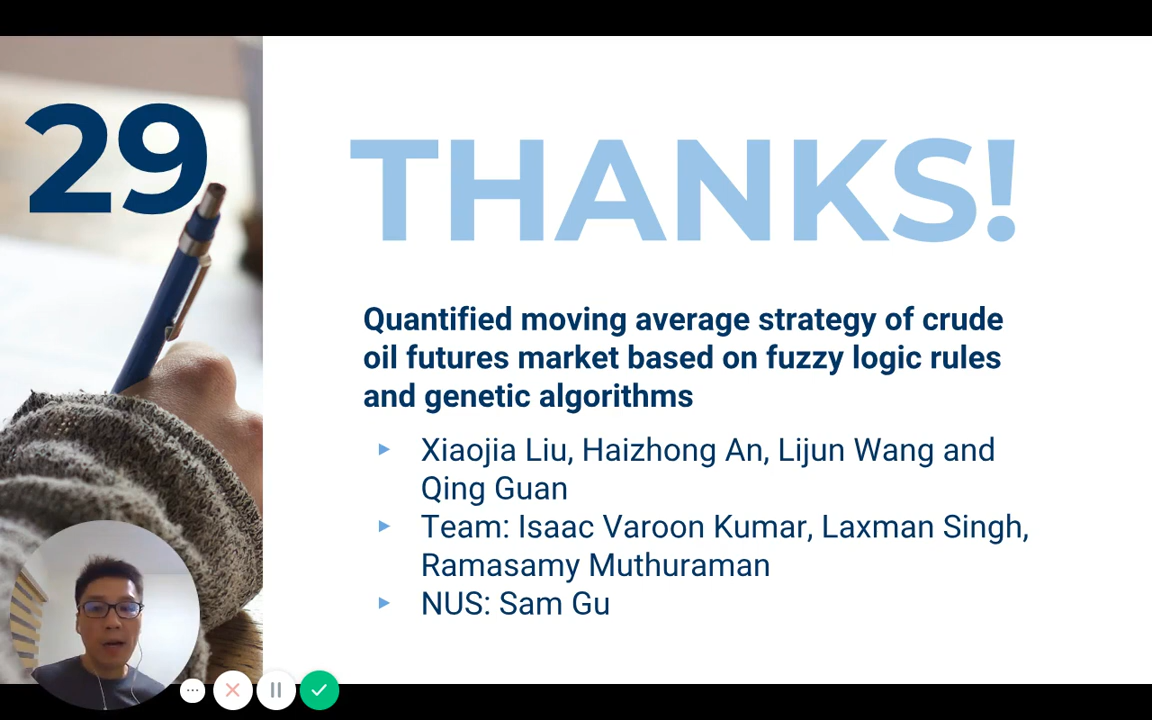 29
THANKS!
Quantified moving average strategy of crude
oil futures market based on fuzzy logic rules
and genetic algorithms
Xiaojia Liu, Haizhong An, Lijun Wang and
Qing Guan
Team: Isaac Varoon Kumar, Laxman Singh,
Ramasamy Muthuraman
NUS: Sam Gu